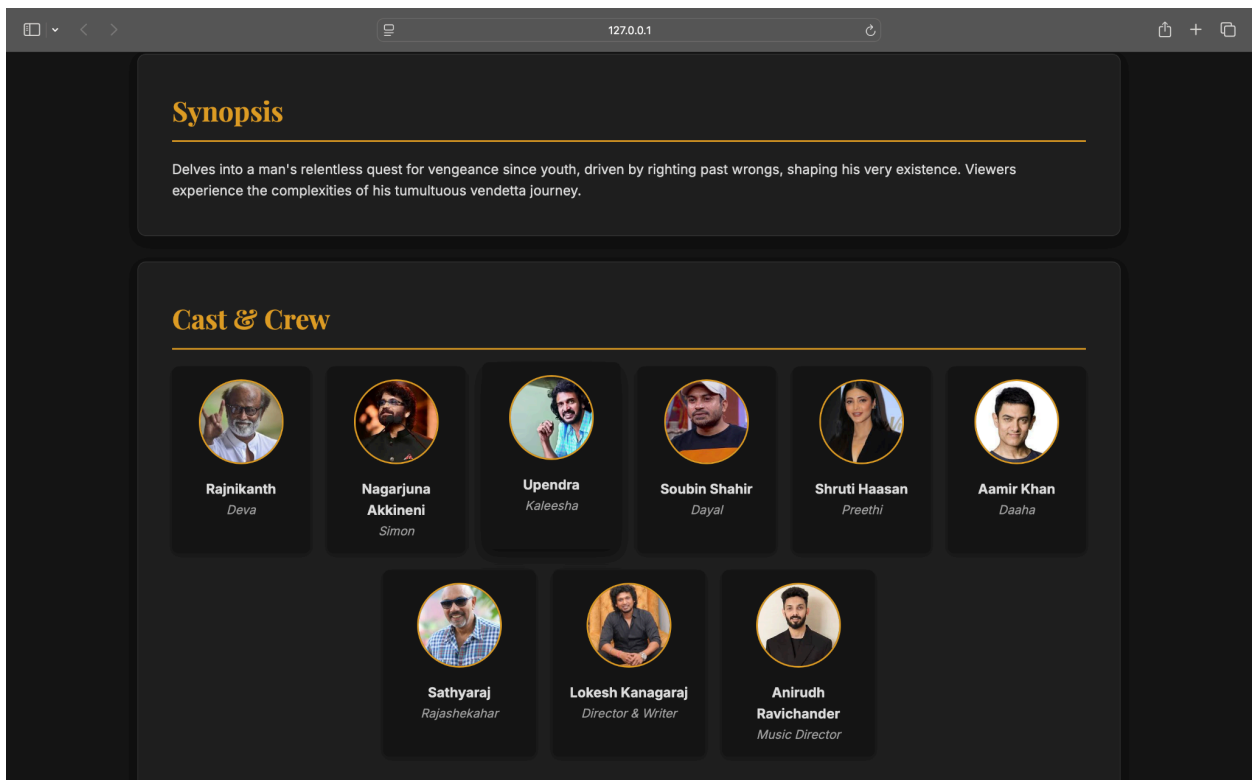 127.0.0.1
Synopsis
Delves into a man's relentless quest for vengeance since youth, driven by righting past wrongs, shaping his very existence. Viewers
experience the complexities of his tumultuous vendetta journey.
Cast & Crew
Rajnikanth
Deva
Nagarjuna
Akkineni
Simon
Upendra
Kaleesha
Soubin Shahir
Dayal
Shruti Haasan
Preethi
Aamir Khan
Daaha
Sathyaraj
Rajashekahar
Lokesh Kanagaraj
Director & Writer
Anirudh
Ravichander
Music Director